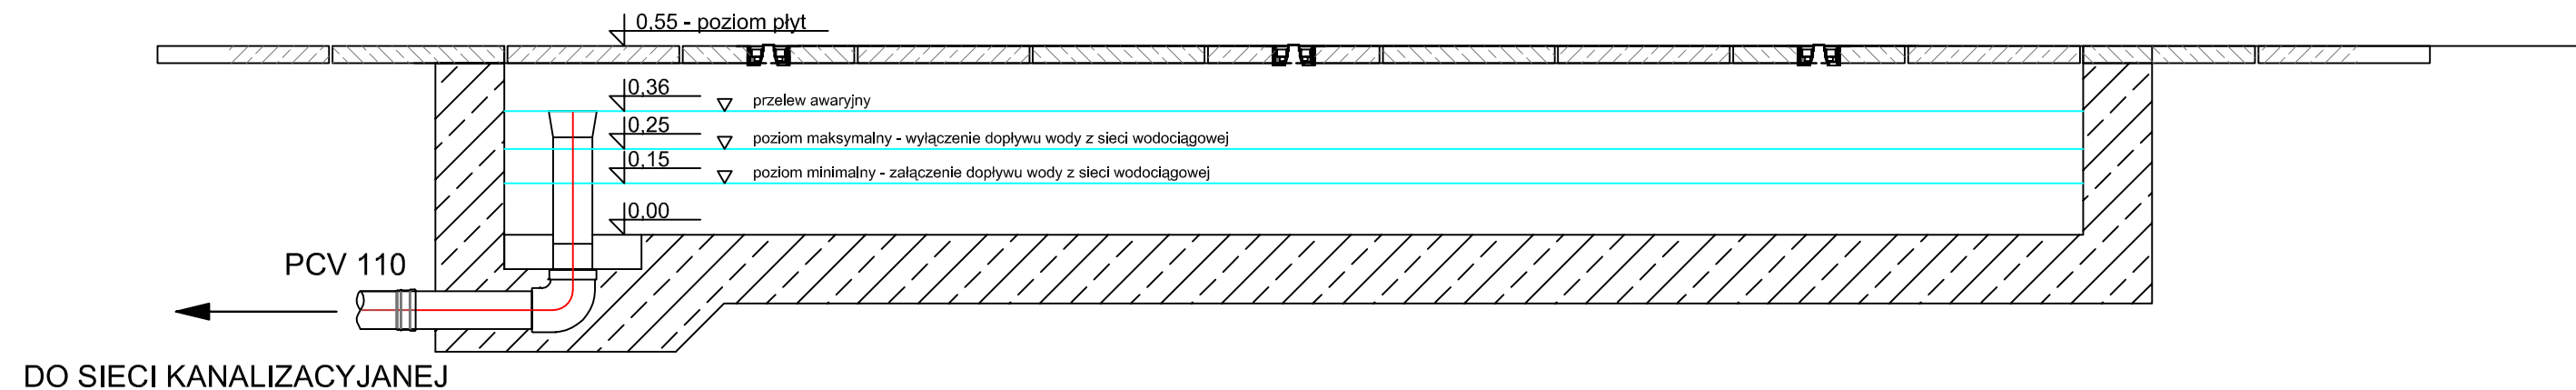 0,55 - poziom płyt
0,36
przelew awaryjny
0,25
poziom maksymalny - wyłączenie dopływu wody z sieci wodociągowej
0,15
poziom minimalny - załączenie dopływu wody z sieci wodociągowej
0,00
PCV 110
DO SIECI KANALIZACYJANEJ